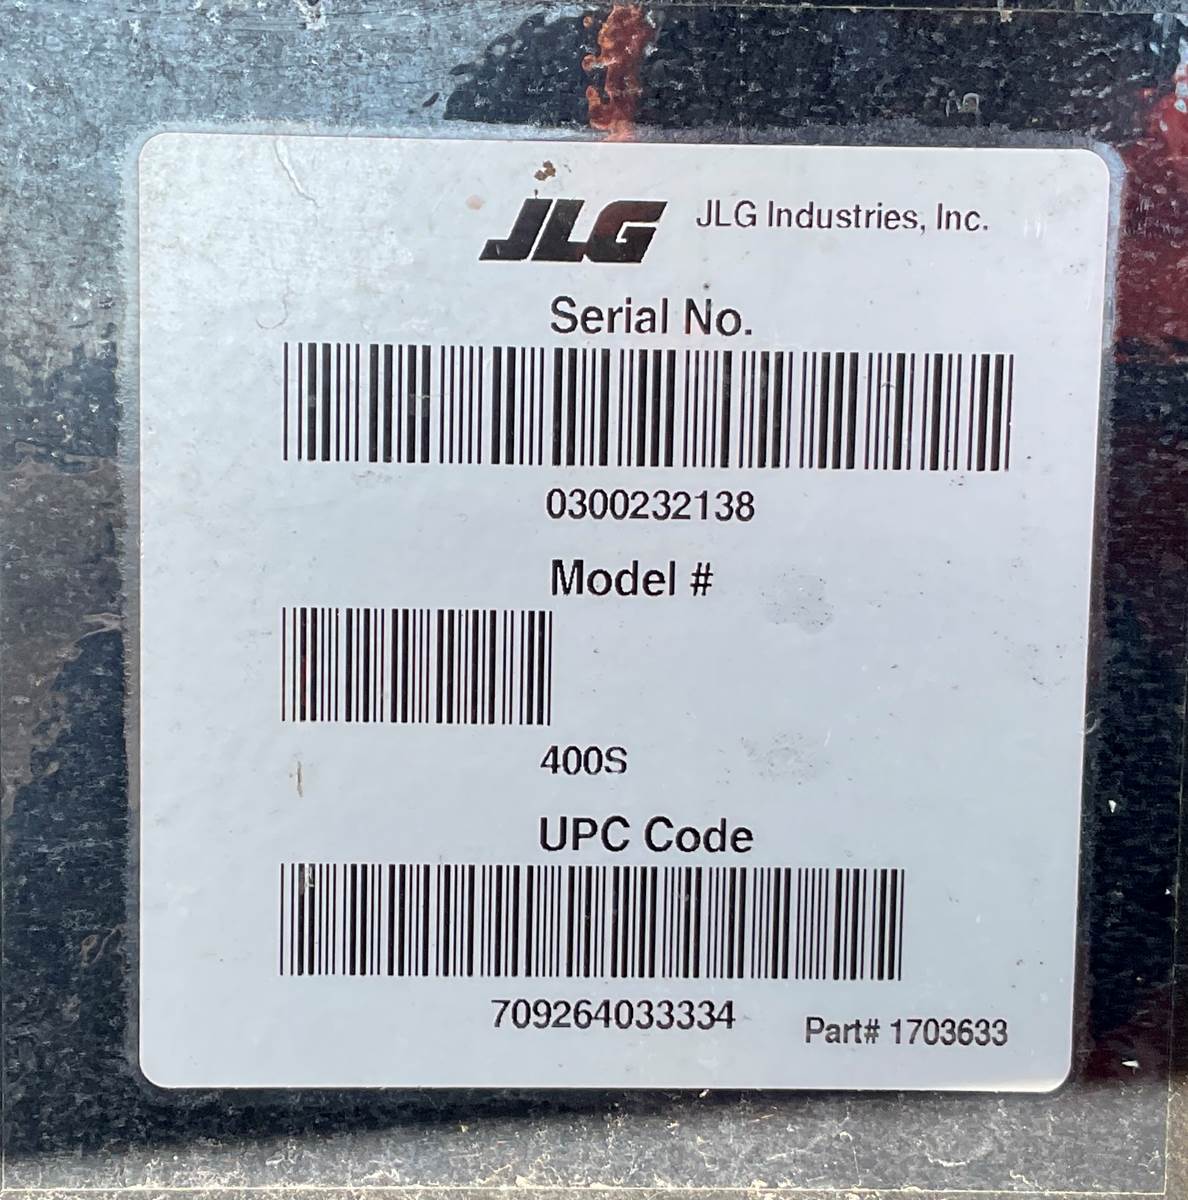 JLG JLG Industries, Inc.
Serial No.
0300232138
Model #
400S
UPC Code
709264033334
Part# 1703633